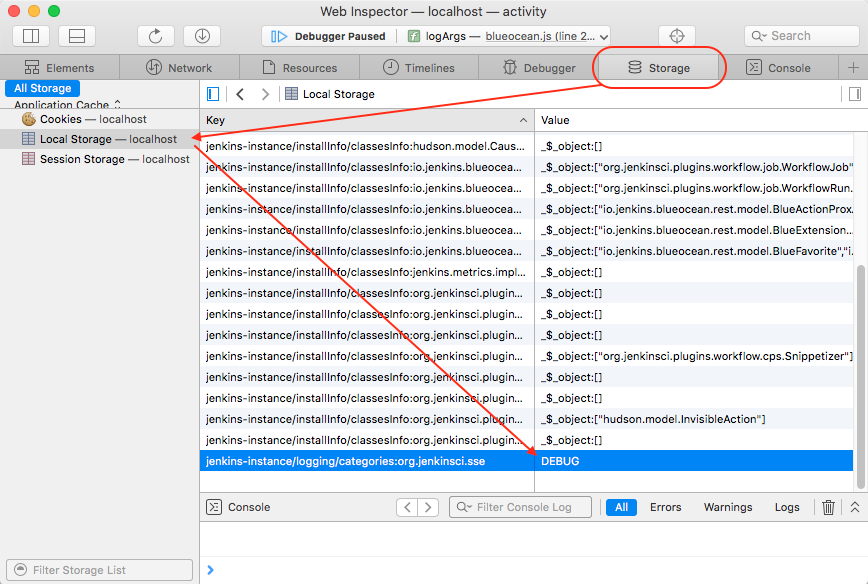 Web Inspector — localhost — activity
Debugger Paused
logArgs — blueocean.js (line 2...
Search
Elements
Network
Resources
Timelines
Debugger
Storage
Console
All Storage
Application Cache
Cookies — localhost
Local Storage — localhost
Session Storage — localhost
Local Storage
Key Value
jenkins-instance/installInfo/classesInfo:hudson.model.Caus... _$_object:[]
jenkins-instance/installInfo/classesInfo:io.jenkins.blueocea... _$_object:["org.jenkinsci.plugins.workflow.job.WorkflowJob"
jenkins-instance/installInfo/classesInfo:io.jenkins.blueocea... _$_object:["org.jenkinsci.plugins.workflow.job.WorkflowRun.
jenkins-instance/installInfo/classesInfo:io.jenkins.blueocea... _$_object:["io.jenkins.blueocean.rest.model.BlueActionProx.
jenkins-instance/installInfo/classesInfo:io.jenkins.blueocea... _$_object:["io.jenkins.blueocean.rest.model.BlueExtension...
jenkins-instance/installInfo/classesInfo:io.jenkins.blueocea... _$_object:["io.jenkins.blueocean.rest.model.BlueFavorite","i.
jenkins-instance/installInfo/classesInfo:jenkins.metrics.impl... _$_object:[]
jenkins-instance/installInfo/classesInfo:org.jenkinsci.plugin... _$_object:[]
jenkins-instance/installInfo/classesInfo:org.jenkinsci.plugin... _$_object:[]
jenkins-instance/installInfo/classesInfo:org.jenkinsci.plugin... _$_object:[]
jenkins-instance/installInfo/classesInfo:org.jenkinsci.plugin... _$_object:["org.jenkinsci.plugins.workflow.cps.Snippetizer"]
jenkins-instance/installInfo/classesInfo:org.jenkinsci.plugin... _$_object:[]
jenkins-instance/installInfo/classesInfo:org.jenkinsci.plugin... _$_object:[]
jenkins-instance/installInfo/classesInfo:org.jenkinsci.plugin... _$_object:["hudson.model.InvisibleAction"]
jenkins-instance/installInfo/classesInfo:org.jenkinsci.plugin... _$_object:[]
jenkins-instance/logging/categories:org.jenkinsci.sse DEBUG
Console
Filter Console Log
All
Errors
Warnings
Logs
Filter Storage List